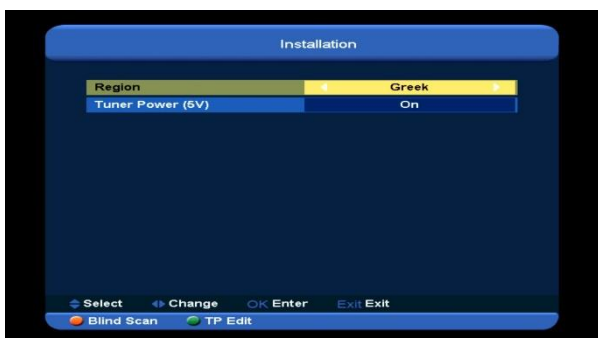 Installation
Region Greek
Tuner Power (5V) On
Select Change OK Enter Exit Exit
Blind Scan TP Edit